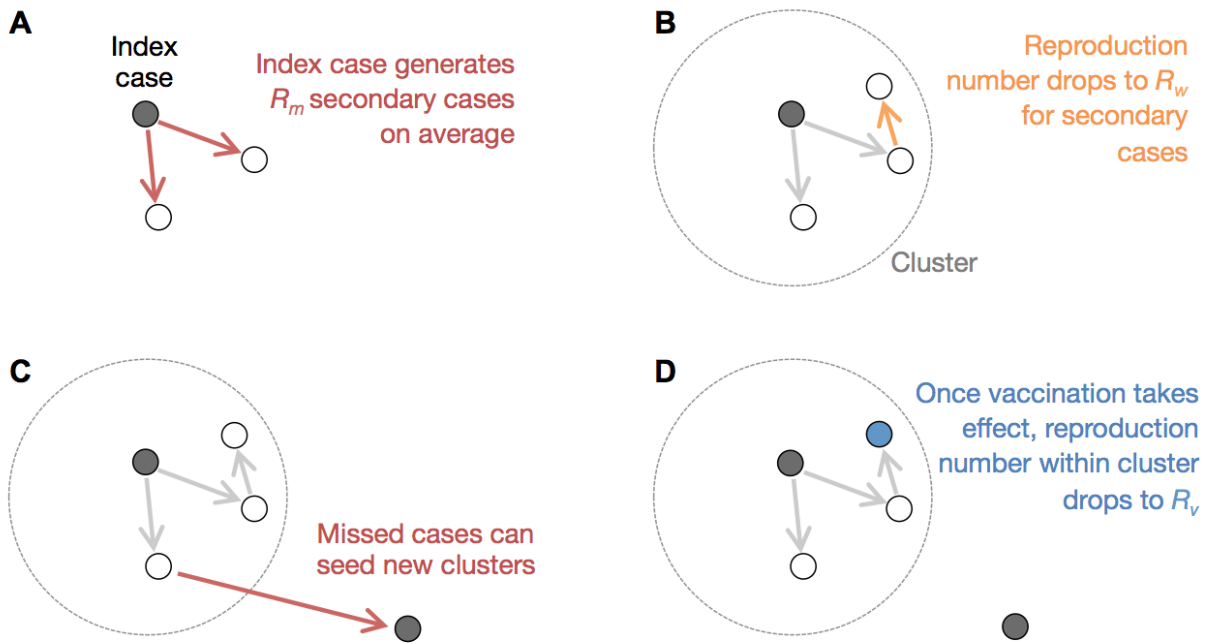 A
Index
case
Index case generates
Rm secondary cases
on average
B
Reproduction
number drops to Rw
for secondary
cases
Cluster
C
Missed cases can
seed new clusters
D
Once vaccination takes
effect, reproduction
number within cluster
drops to Rv